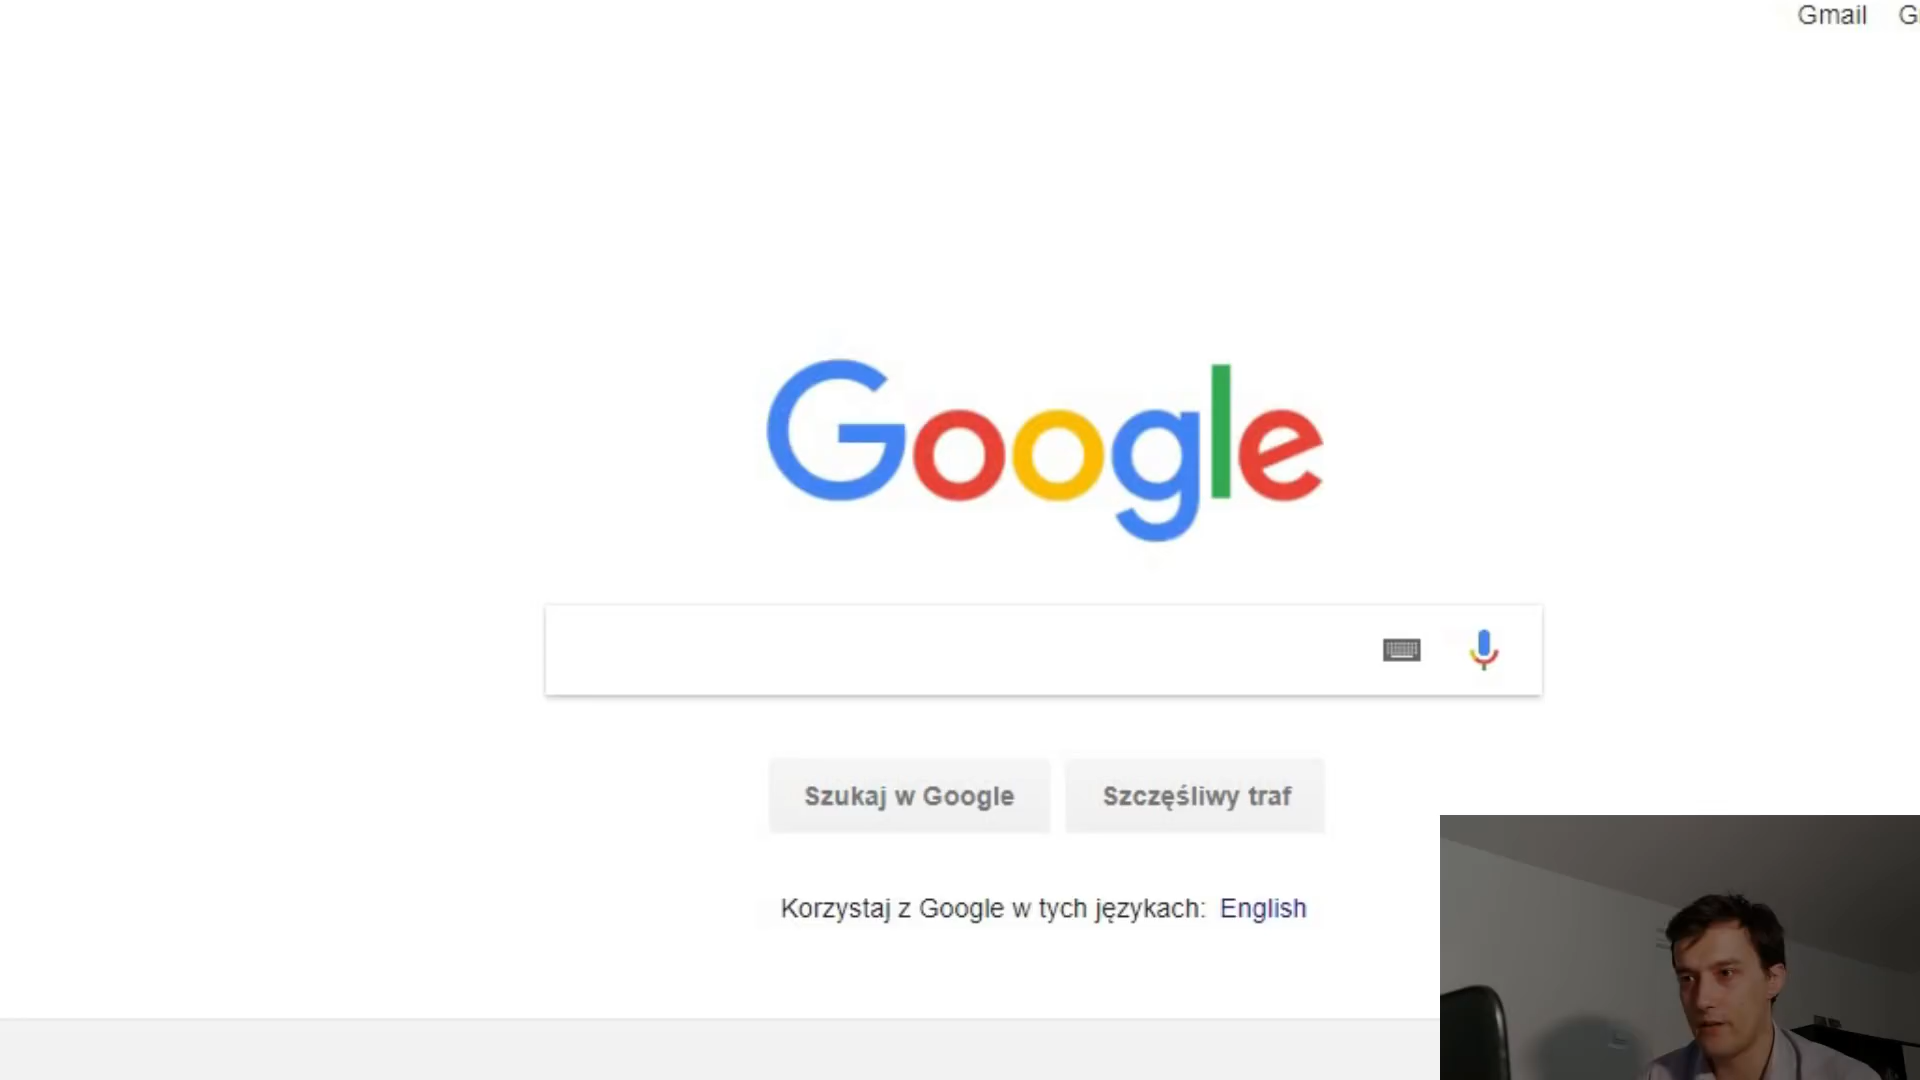 Gmail
Google
Szukaj w Google
Szczęśliwy traf
Korzystaj z Google w tych językach: English